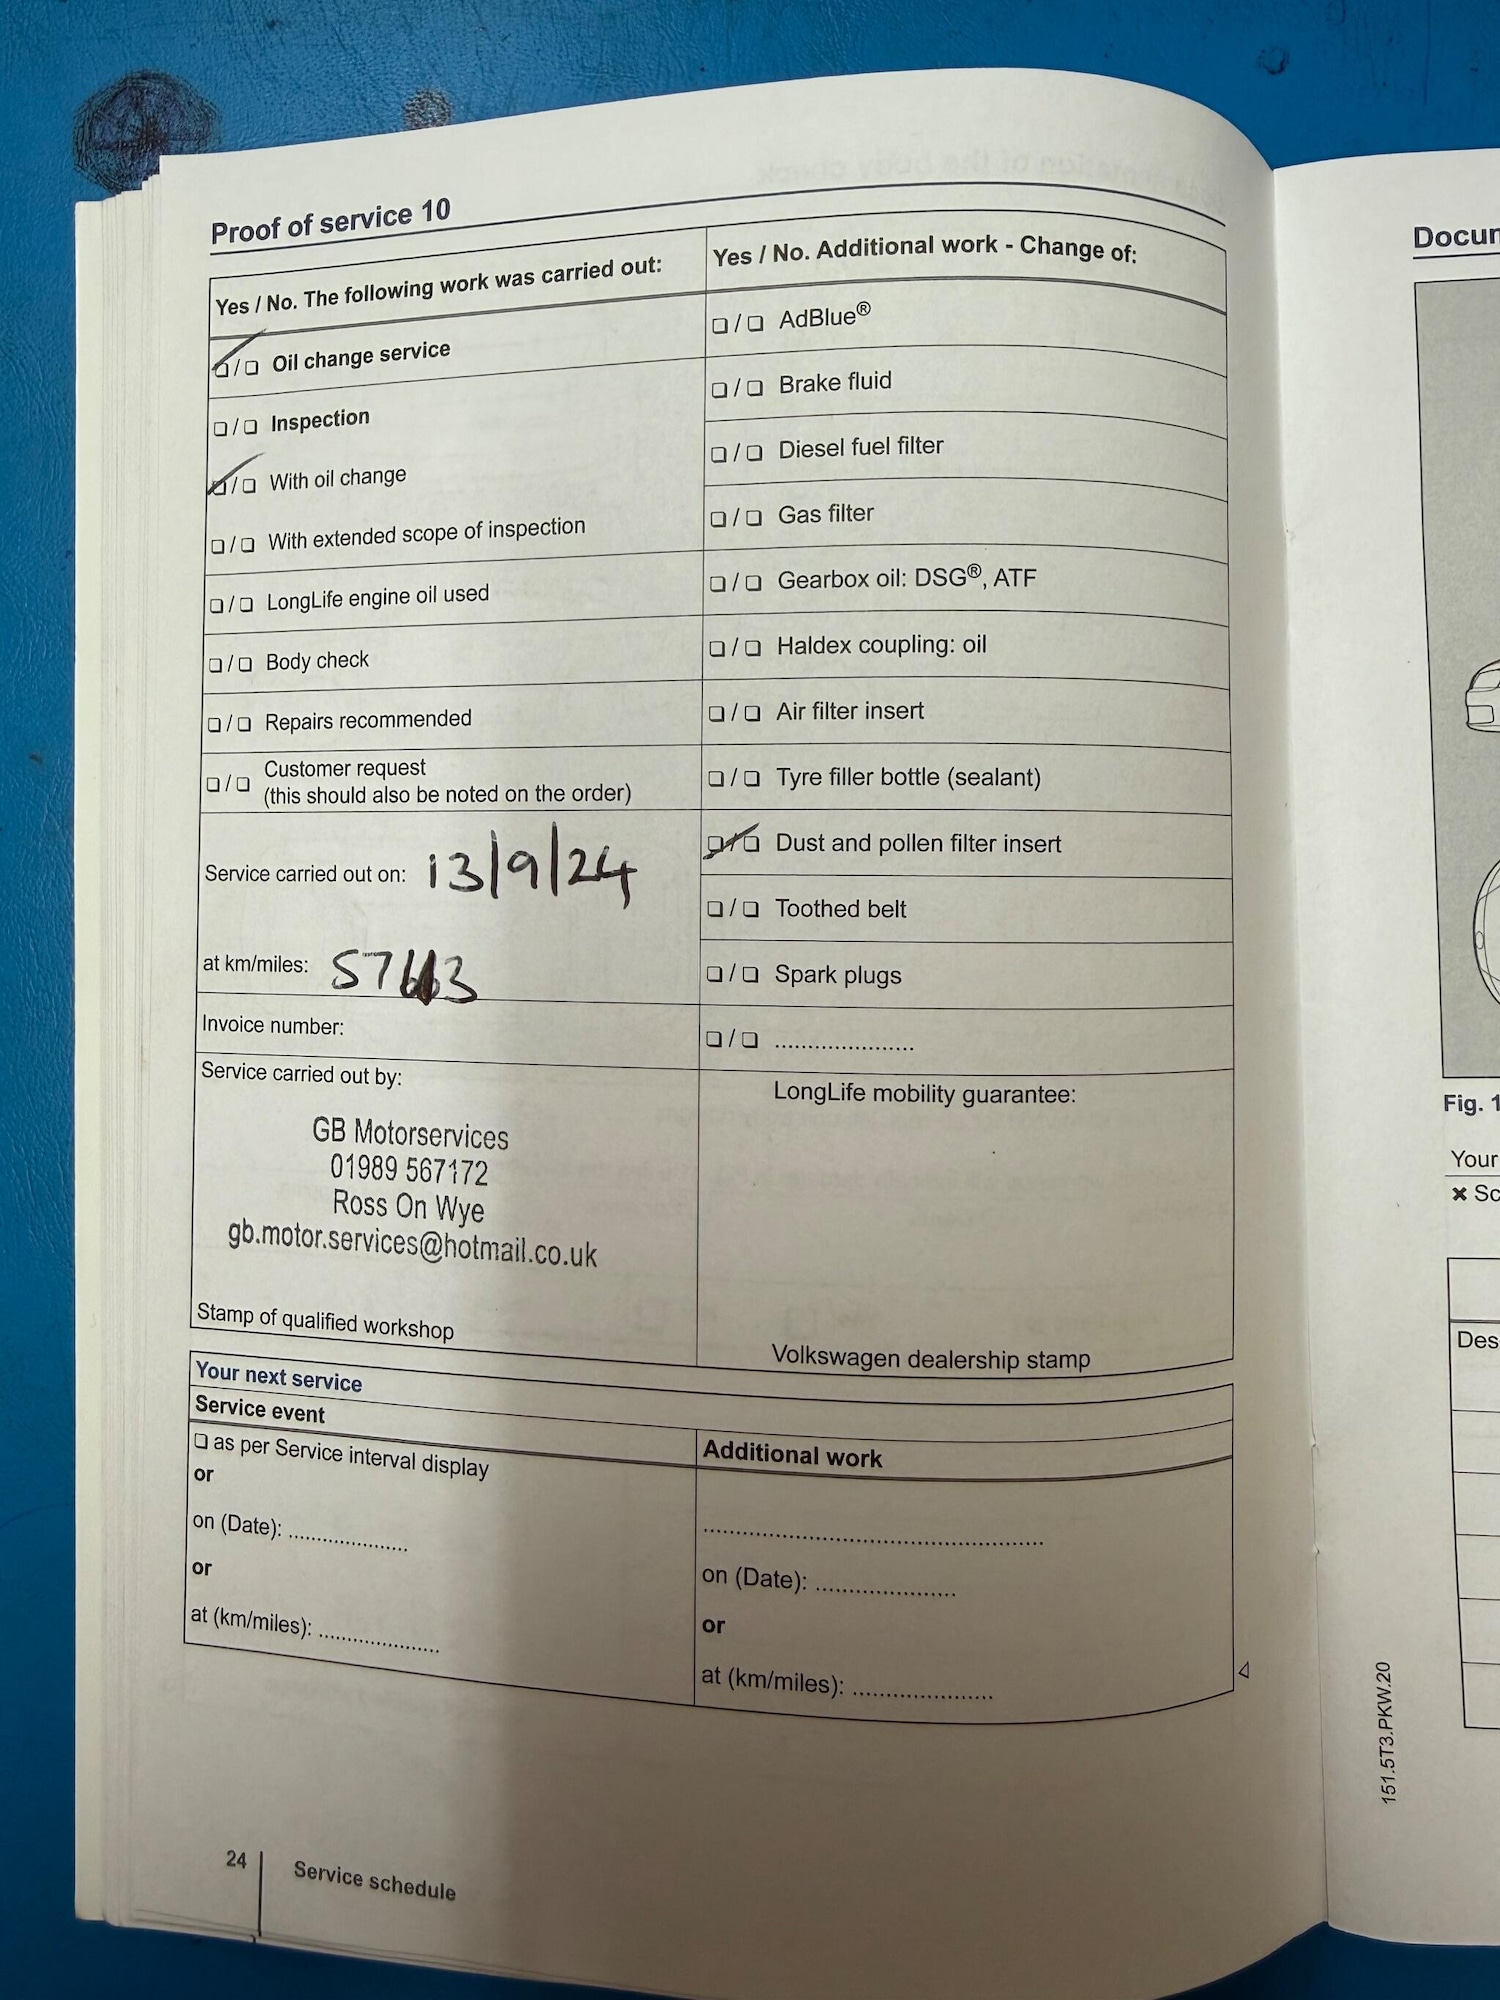 Proof of service 10
Yes / No. The following work was carried out:
❏ / ❏ Oil change service
❏ / ❏ Inspection
❏ / ❏ With oil change
❏ / ❏ With extended scope of inspection
❏ / ❏ LongLife engine oil used
❏ / ❏ Body check
❏ / ❏ Repairs recommended
❏ / ❏ Customer request
(this should also be noted on the order)
Service carried out on: 13/9/24
at km/miles:
Invoice number:
Service carried out by:
GB Motorservices
01989 567172
Ross On Wye
gb.motor.services@hotmail.co.uk
Stamp of qualified workshop
Yes / No. Additional work - Change of:
❏ / ❏ AdBlue®
❏ / ❏ Brake fluid
❏ / ❏ Diesel fuel filter
❏ / ❏ Gas filter
❏ / ❏ Gearbox oil: DSG®, ATF
❏ / ❏ Haldex coupling: oil
❏ / ❏ Air filter insert
❏ / ❏ Tyre filler bottle (sealant)
❏ / ❏ Dust and pollen filter insert
❏ / ❏ Toothed belt
❏ / ❏ Spark plugs
❏ / ❏ ......................
LongLife mobility guarantee:
Volkswagen dealership stamp
Your next service
Service event
❏ as per Service interval display
or
on (Date): ....................
or
at (km/miles): ....................
Additional work
......................................................
on (Date): ......................
or
at (km/miles): ......................
24
Service schedule
Fig. 1
Your
✖
151.5T3.PKW.20